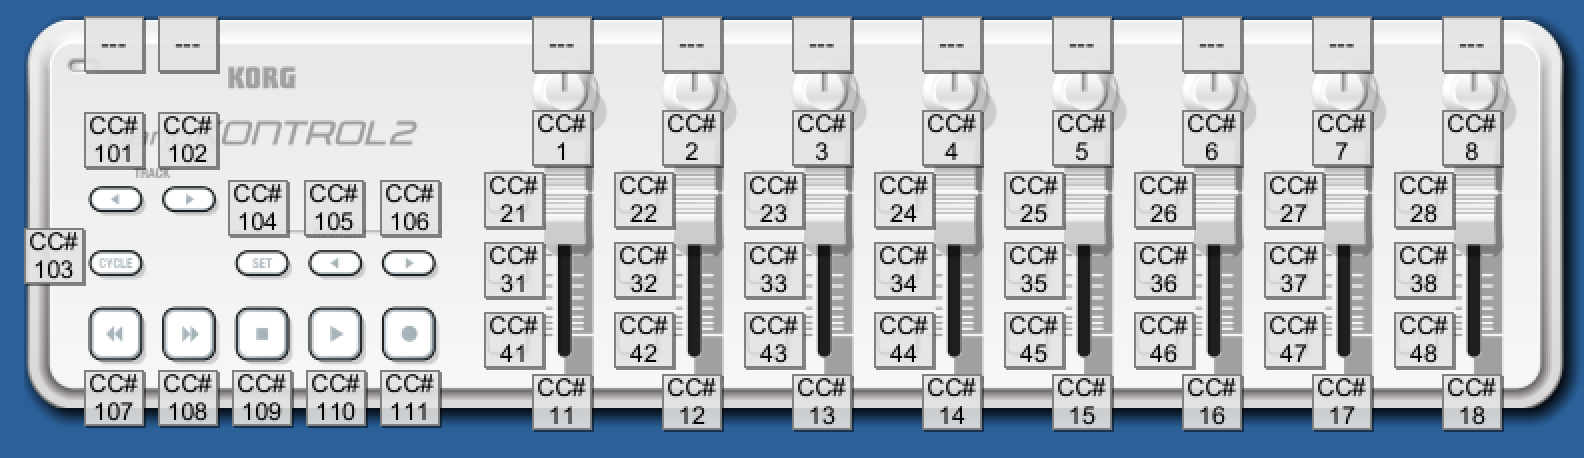 --- --- --- --- --- --- --- --- --- ---
KORG
CC# 101 CC# 102 CONTROL2 CC# 1 CC# 2 CC# 3 CC# 4 CC# 5 CC# 6 CC# 7 CC# 8
TRACK
CC# 104 CC# 105 CC# 106 CC# 21 CC# 22 CC# 23 CC# 24 CC# 25 CC# 26 CC# 27 CC# 28
CC# 103 CYCLE SET CC# 31 CC# 32 CC# 33 CC# 34 CC# 35 CC# 36 CC# 37 CC# 38
CC# 41 CC# 42 CC# 43 CC# 44 CC# 45 CC# 46 CC# 47 CC# 48
CC# 107 CC# 108 CC# 109 CC# 110 CC# 111 CC# 11 CC# 12 CC# 13 CC# 14 CC# 15 CC# 16 CC# 17 CC# 18